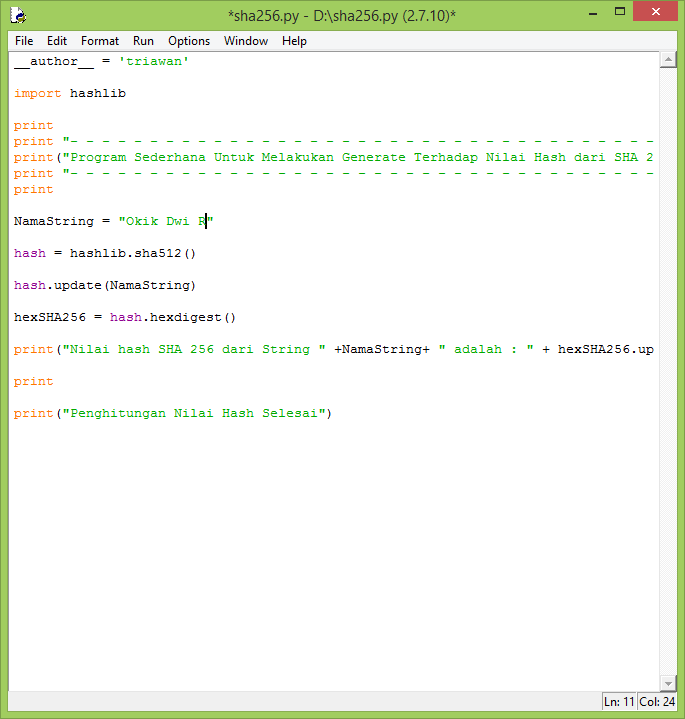 *sha256.py - D:\sha256.py (2.7.10)*
File Edit Format Run Options Window Help
__author__ = 'triawan'
import hashlib
print
print "- - - - - - - - - - - - - - - - - - - - - - - - - - - - - - - - - - - - -
print("Program Sederhana Untuk Melakukan Generate Terhadap Nilai Hash dari SHA 2
print "- - - - - - - - - - - - - - - - - - - - - - - - - - - - - - - - - - - - -
print
NamaString = "Okik Dwi R"
hash = hashlib.sha512()
hash.update(NamaString)
hexSHA256 = hash.hexdigest()
print("Nilai hash SHA 256 dari String " +NamaString+ " adalah : " + hexSHA256.up
print
print("Penghitungan Nilai Hash Selesai")
Ln: 11 Col: 24